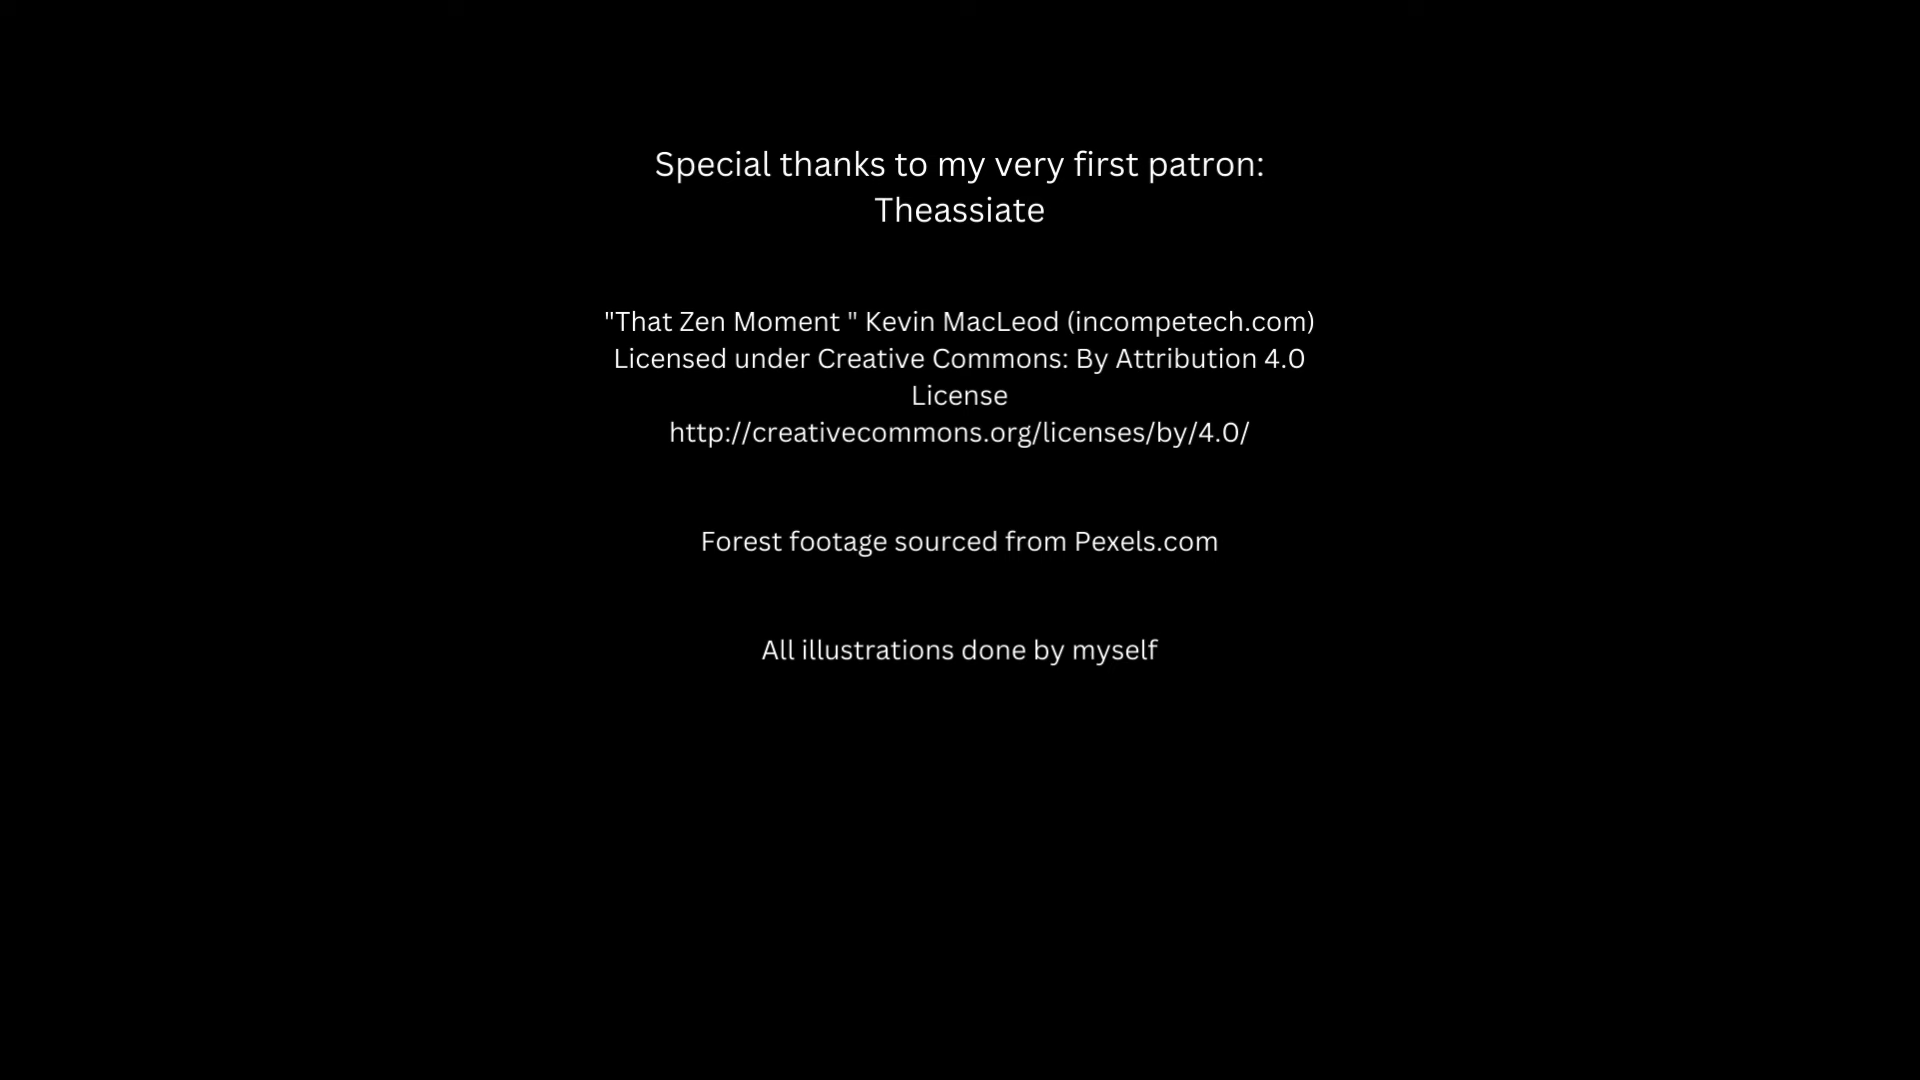 Special thanks to my very first patron:
Theassiate
"That Zen Moment " Kevin MacLeod (incompetech.com)
Licensed under Creative Commons: By Attribution 4.0
License
http://creativecommons.org/licenses/by/4.0/
Forest footage sourced from Pexels.com
All illustrations done by myself